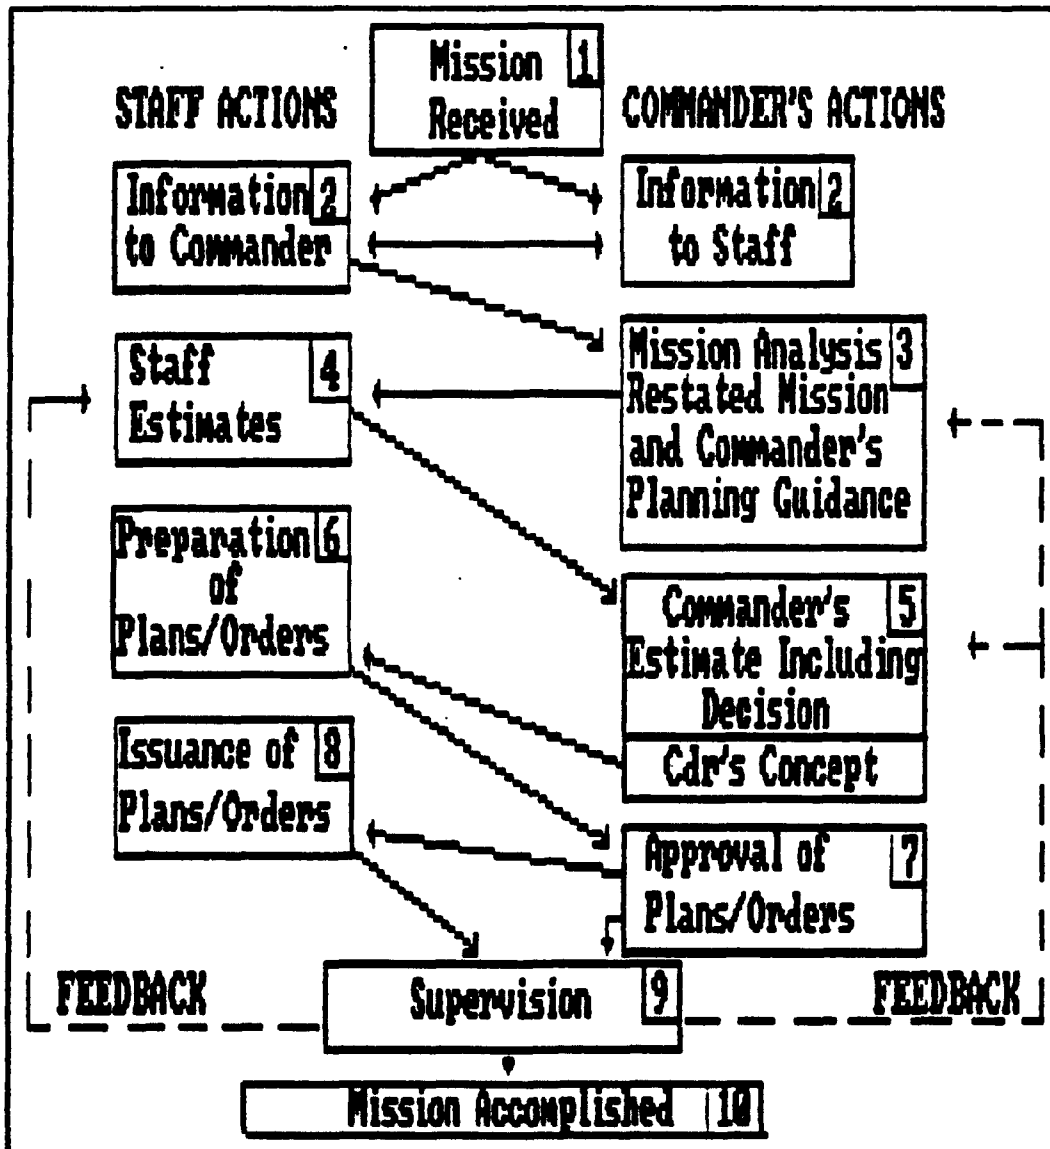 Mission 1
Received
STAFF ACTIONS
COMMANDER'S ACTIONS
Information 2
to Commander
Information 2
to Staff
Mission Analysis 3
Restated Mission
and Commander's
Planning Guidance
Staff 4
Estimates
Commander's 5
Estimate Including
Decision
Cdr's Concept
Preparation 6
of
Plans/Orders
Approval of 7
Plans/Orders
Issuance of 8
Plans/Orders
FEEDBACK
Supervision 9
FEEDBACK
Mission Accomplished 10